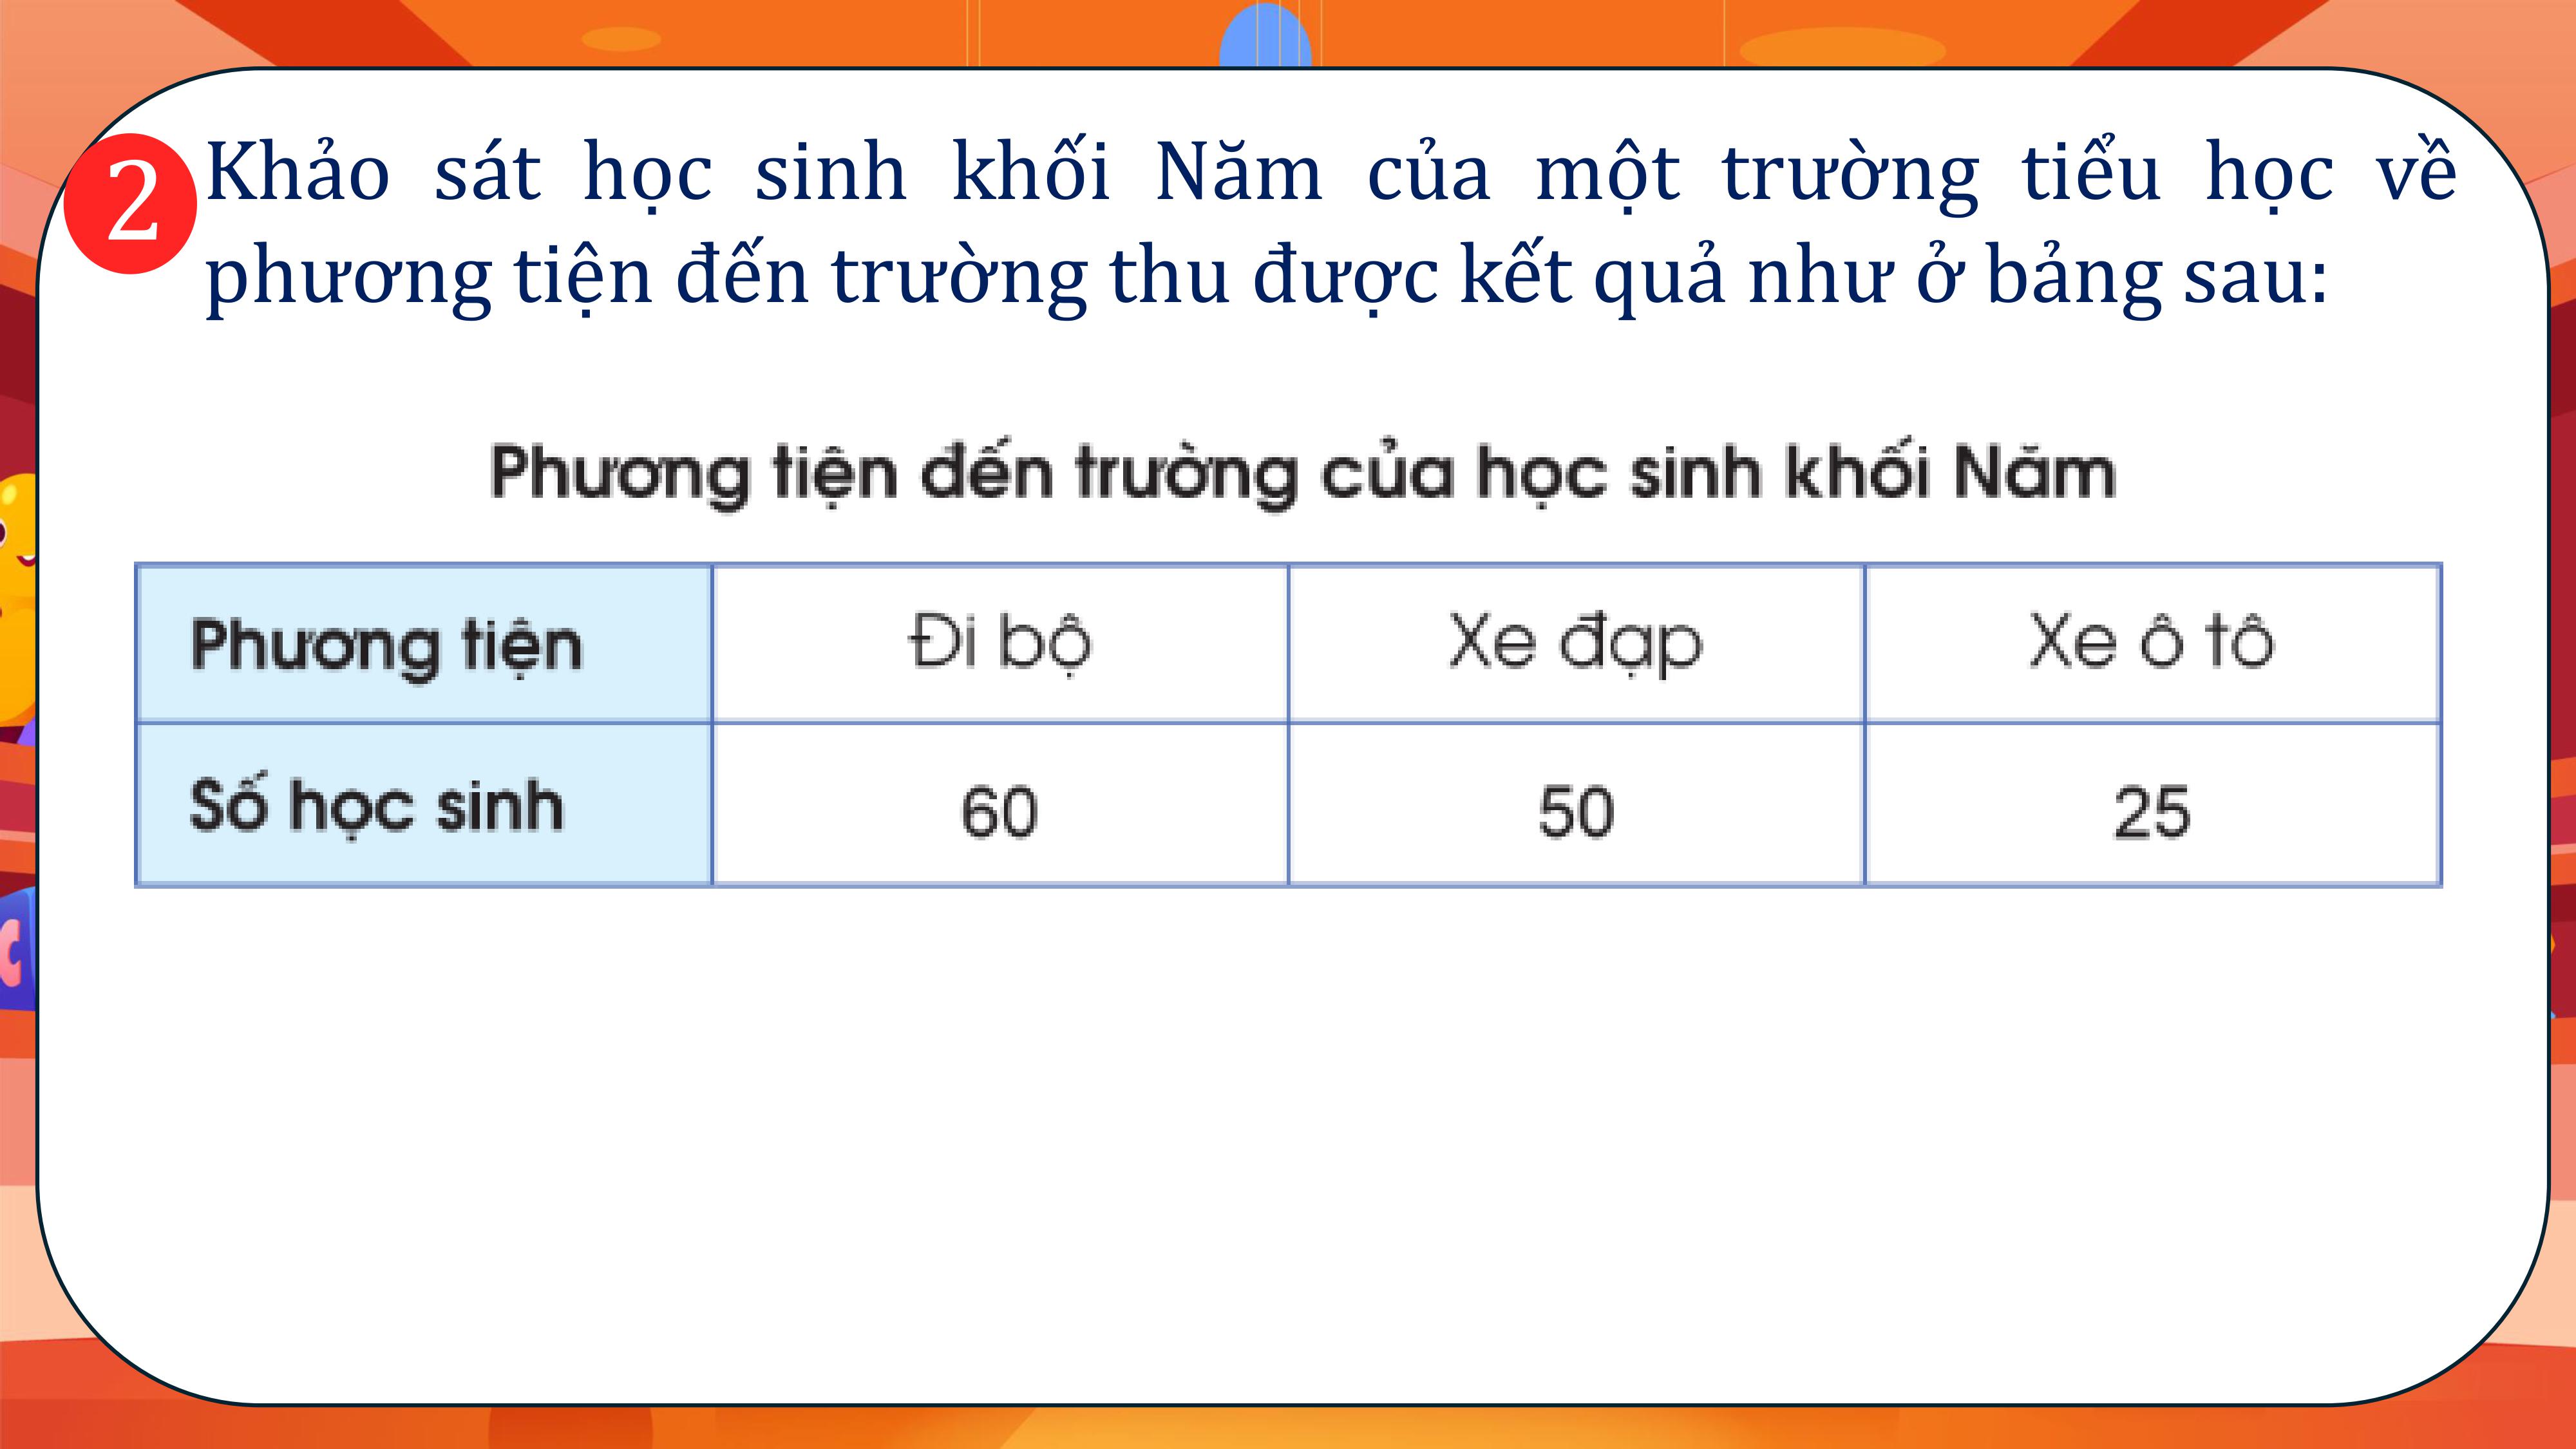 2
Khảo sát học sinh khối Năm của một trường tiểu học về
phương tiện đến trường thu được kết quả như ở bảng sau:
Phương tiện đến trường của học sinh khối Năm
Phương tiện Đi bộ Xe đạp Xe ô tô
Số học sinh 60 50 25